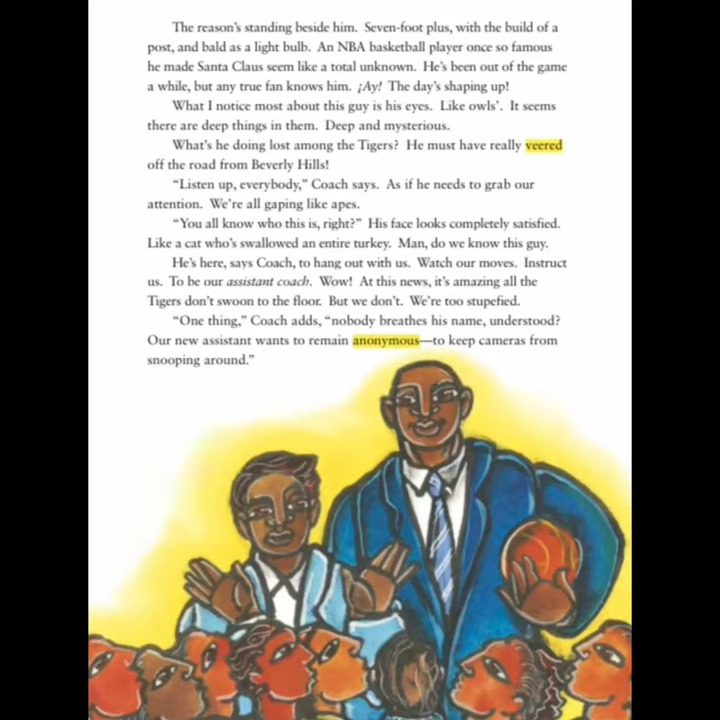 The reason's standing beside him. Seven-foot plus, with the build of a
post, and bald as a light bulb. An NBA basketball player once so famous
he made Santa Claus seem like a total unknown. He's been out of the game
a while, but any true fan knows him. ¡Ay! The day's shaping up!
What I notice most about this guy is his eyes. Like owls'. It seems
there are deep things in them. Deep and mysterious.
What's he doing lost among the Tigers? He must have really veered
off the road from Beverly Hills!
“Listen up, everybody,” Coach says. As if he needs to grab our
attention. We're all gaping like apes.
“You all know who this is, right?” His face looks completely satisfied.
Like a cat who's swallowed an entire turkey. Man, do we know this guy.
He's here, says Coach, to hang out with us. Watch our moves. Instruct
us. To be our assistant coach. Wow! At this news, it's amazing all the
Tigers don't swoon to the floor. But we don't. We're too stupefied.
“One thing,” Coach adds, “nobody breathes his name, understood?
Our new assistant wants to remain anonymous—to keep cameras from
snooping around.”